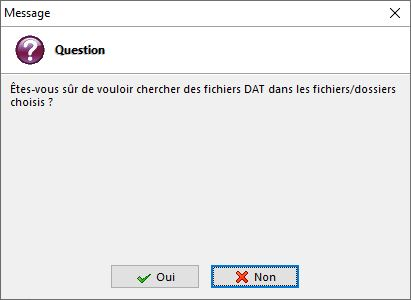 Message
Question
Êtes-vous sûr de vouloir chercher des fichiers DAT dans les fichiers/dossiers
choisis ?
Oui
Non